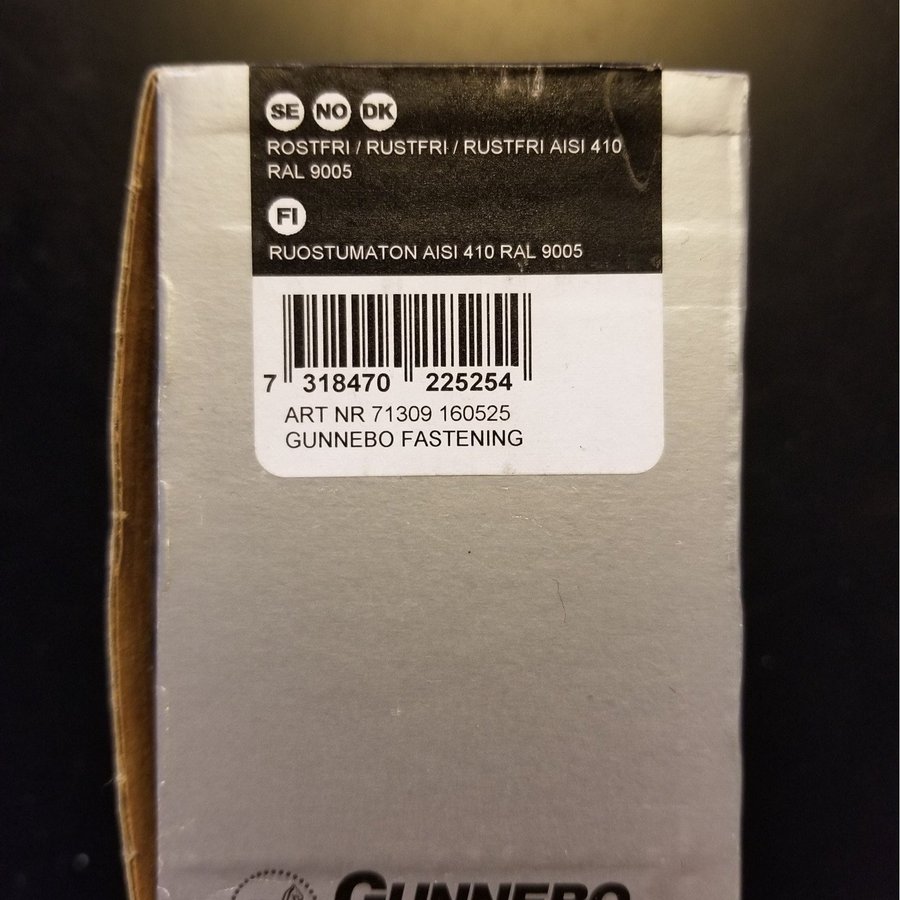 SE NO DK
ROSTFRI / RUSTFRI / RUSTFRI AISI 410
RAL 9005
FI
RUOSTUMATON AISI 410 RAL 9005
7 318470 225254
ART NR 71309 160525
GUNNEBO FASTENING
GUNNEBO